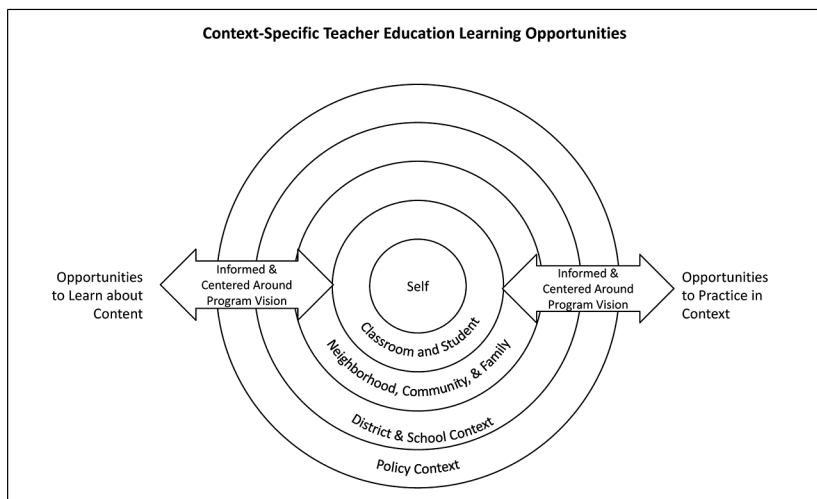 Context-Specific Teacher Education Learning Opportunities
Opportunities
to Learn about
Content
Informed &
Centered Around
Program Vision
Self
Informed &
Centered Around
Program Vision
Opportunities
to Practice in
Context
Classroom and Student
Neighborhood, Community, & Family
District & School Context
Policy Context